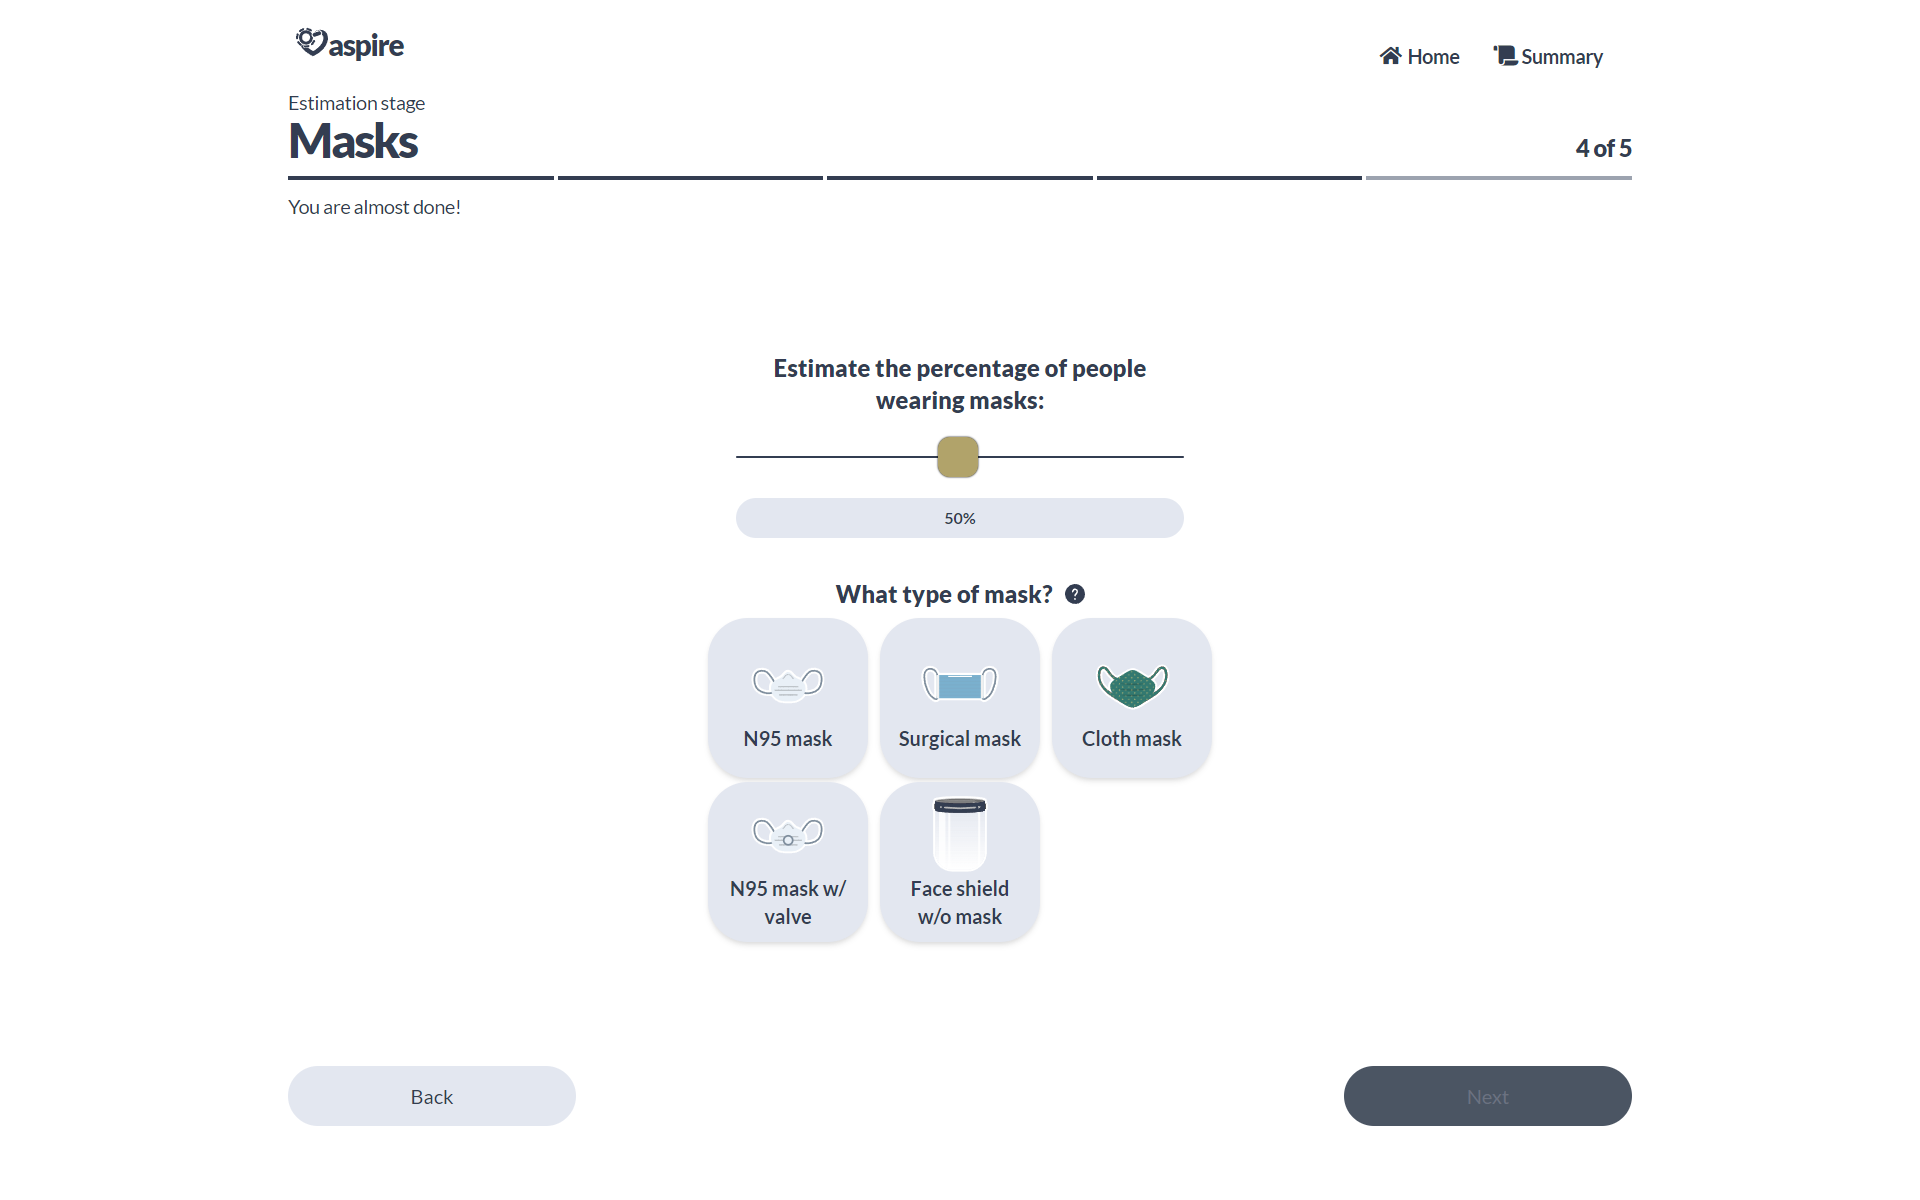 aspire
Home
Summary
Estimation stage
Masks
4 of 5
You are almost done!
Estimate the percentage of people
wearing masks:
50%
What type of mask? ?
N95 mask
Surgical mask
Cloth mask
N95 mask w/
valve
Face shield
w/o mask
Back
Next